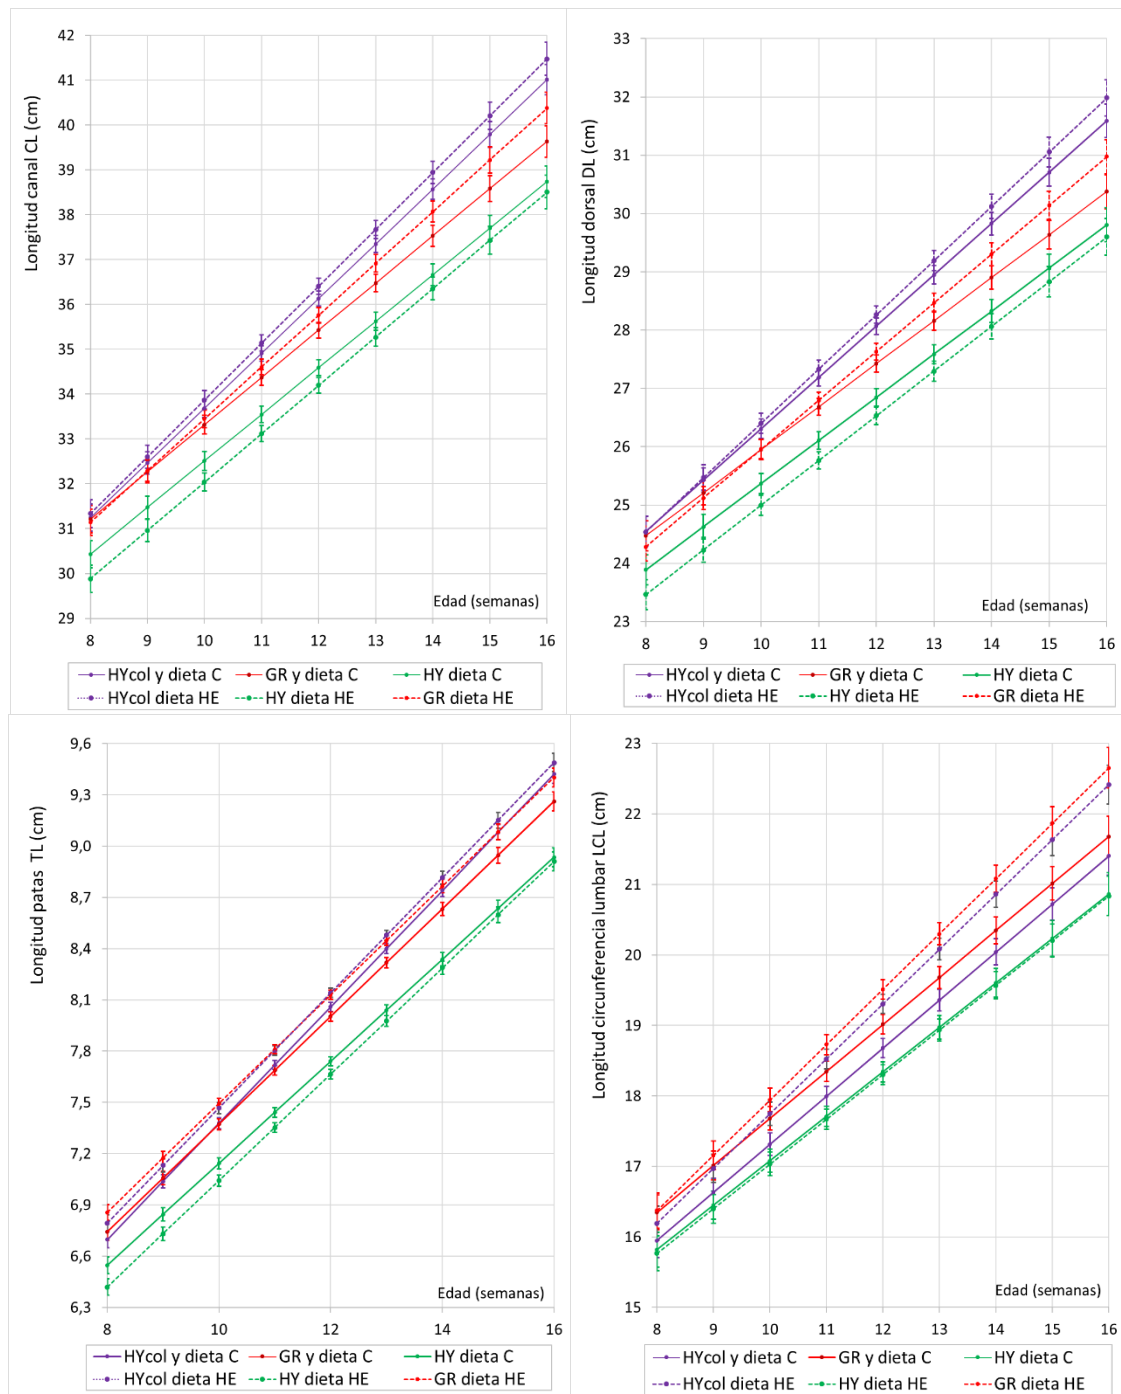 Longitud canal CL (cm)
42
41
40
39
38
37
36
35
34
33
32
31
30
29
Edad (semanas)
8 9 10 11 12 13 14 15 16
HYcol y dieta C GR y dieta C HY dieta C
HYcol dieta HE HY dieta HE GR dieta HE
Longitud dorsal DL (cm)
33
32
31
30
29
28
27
26
25
24
23
Edad (semanas)
8 9 10 11 12 13 14 15 16
HYcol y dieta C GR y dieta C HY dieta C
HYcol dieta HE HY dieta HE GR dieta HE
Longitud patas TL (cm)
9,6
9,3
9,0
8,7
8,4
8,1
7,8
7,5
7,2
6,9
6,6
6,3
Edad (semanas)
8 10 12 14 16
HYcol y dieta C GR y dieta C HY dieta C
HYcol dieta HE HY dieta HE GR dieta HE
Longitud circunferencia lumbar LCL (cm)
23
22
21
20
19
18
17
16
15
Edad (semanas)
8 9 10 11 12 13 14 15 16
HYcol y dieta C GR y dieta C HY dieta C
HYcol dieta HE HY dieta HE GR dieta HE